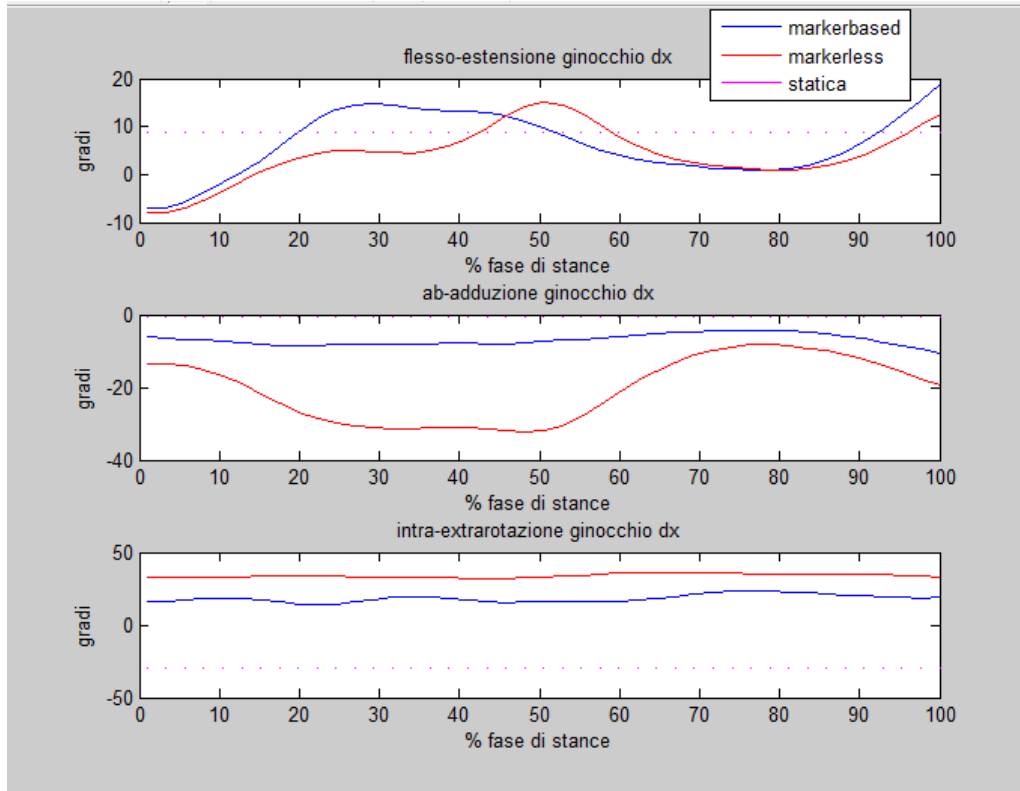 markerbased
markerless
statica
flesso-estensione ginocchio dx
20
10
0
-10
gradi
0 10 20 30 40 50 60 70 80 90 100
% fase di stance
ab-adduzione ginocchio dx
0
-20
-40
gradi
0 10 20 30 40 50 60 70 80 90 100
% fase di stance
intra-extrarotazione ginocchio dx
50
0
-50
gradi
0 10 20 30 40 50 60 70 80 90 100
% fase di stance